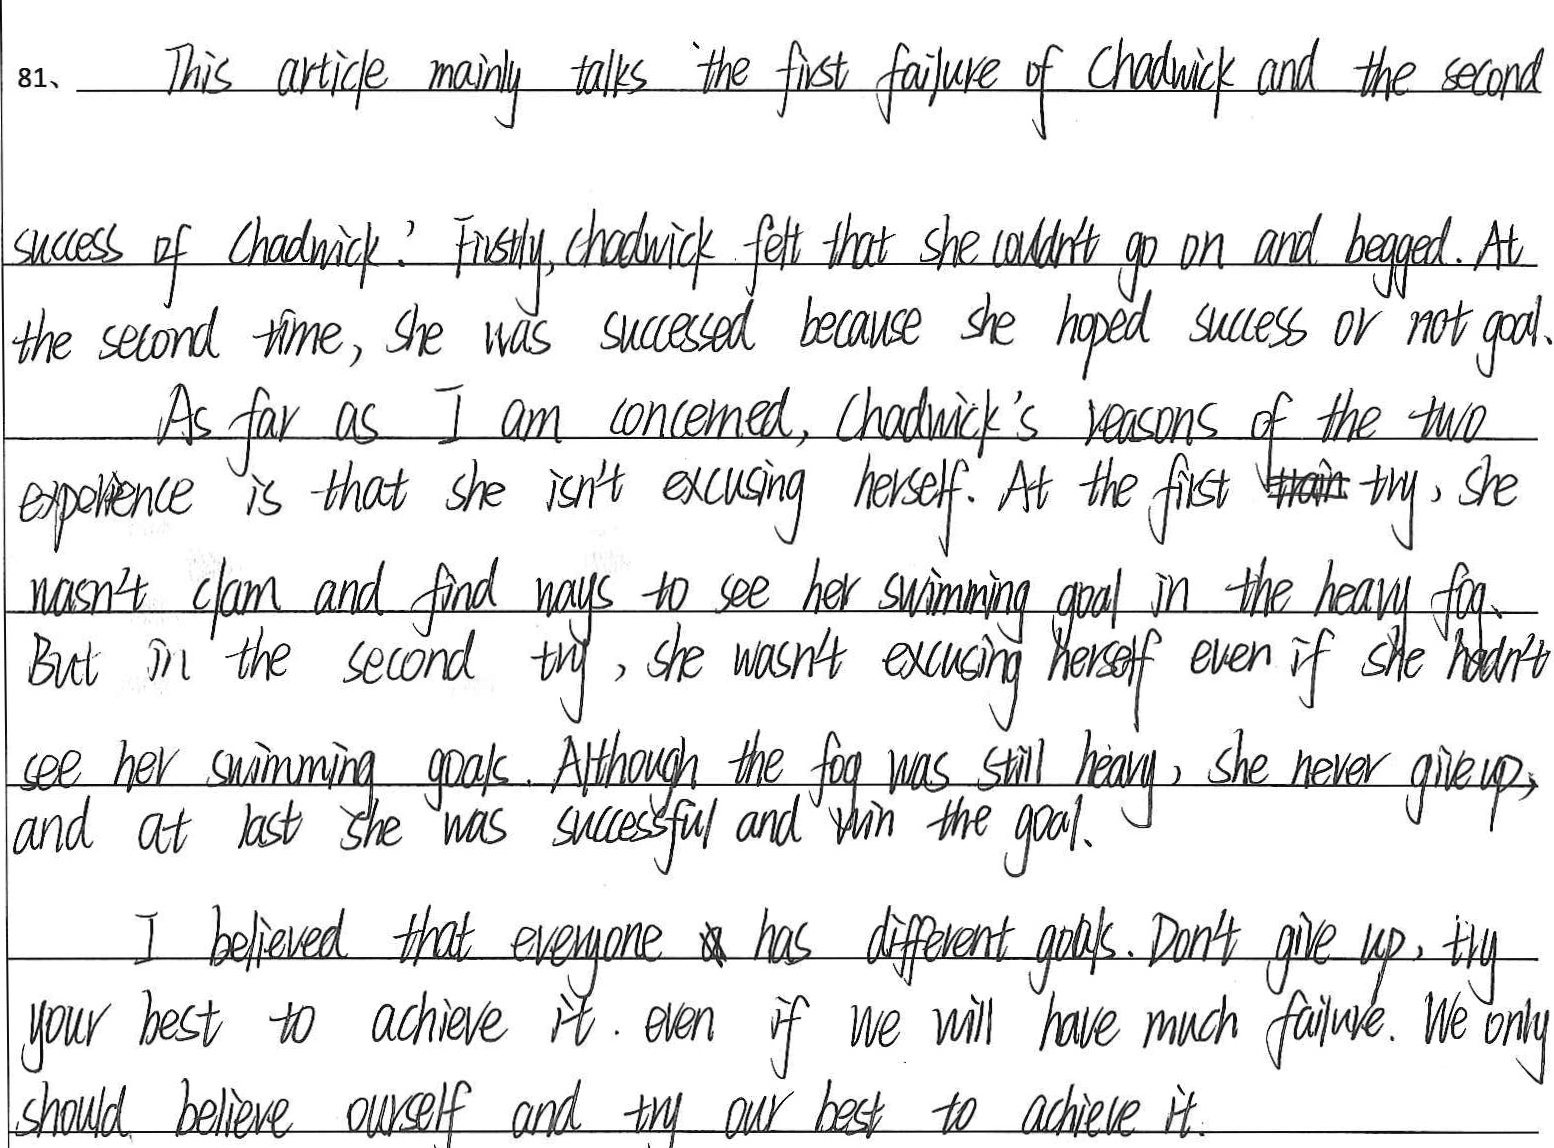 81、 This article mainly talks the first failure of Chadwick and the second
success of Chadwick. Firstly, chadwick felt that she couldn't go on and begged. At
the second time, she was successed because she hoped success or not goal.
As far as I am concerned, Chadwick's reasons of the two
experience is that she isn't excusing herself. At the first try, she
wasn't clam and find ways to see her swimming goal in the heavy fog.
But in the second try, she wasn't excusing herself even if she hadn't
see her swimming goals. Although the fog was still heavy, she never give up,
and at last she was successful and win the goal.
I believed that everyone has different goals. Don't give up, try
your best to achieve it. even if we will have much failure. We only
should believe ourself and try our best to achieve it.